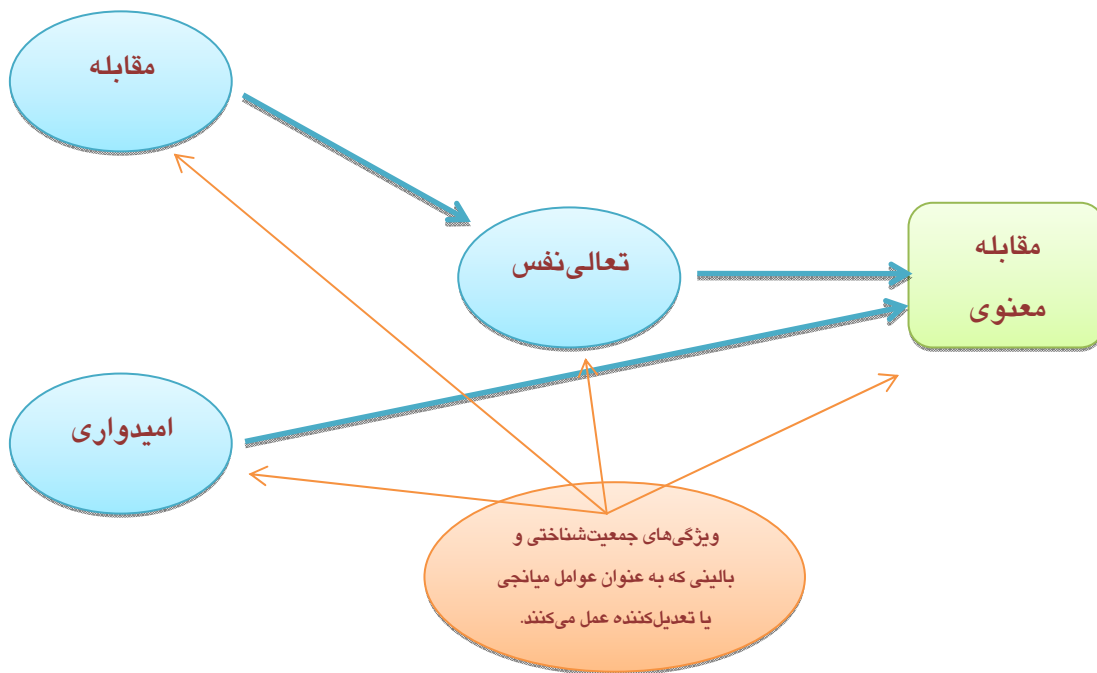 مقابله
تعالی‌نفس
مقابله
معنوی
امیدواری
ویژگی‌های جمعیت‌شناختی و
بالینی که به عنوان عوامل میانجی
یا تعدیل‌کننده عمل می‌کنند.